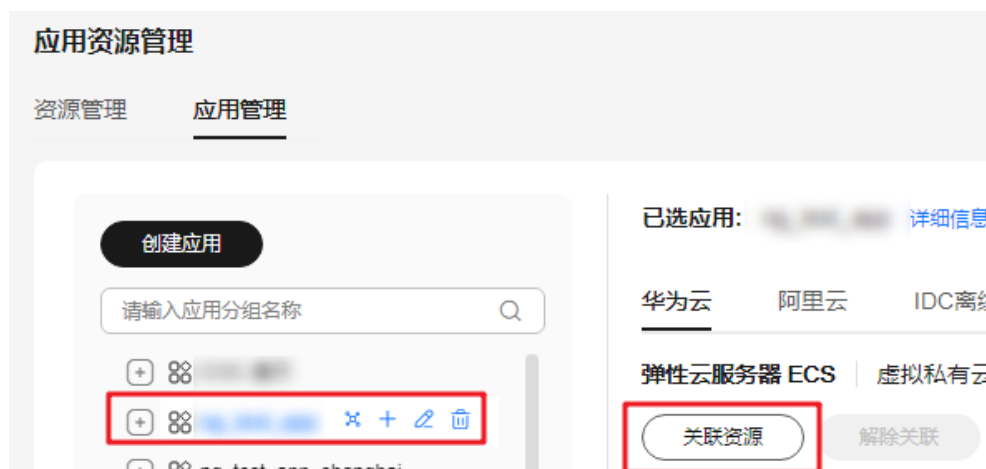 应用资源管理
资源管理 应用管理
创建应用
请输入应用分组名称
已选应用: 详细信息
华为云 阿里云 IDC离
弹性云服务器 ECS 虚拟私有云
关联资源 解除关联